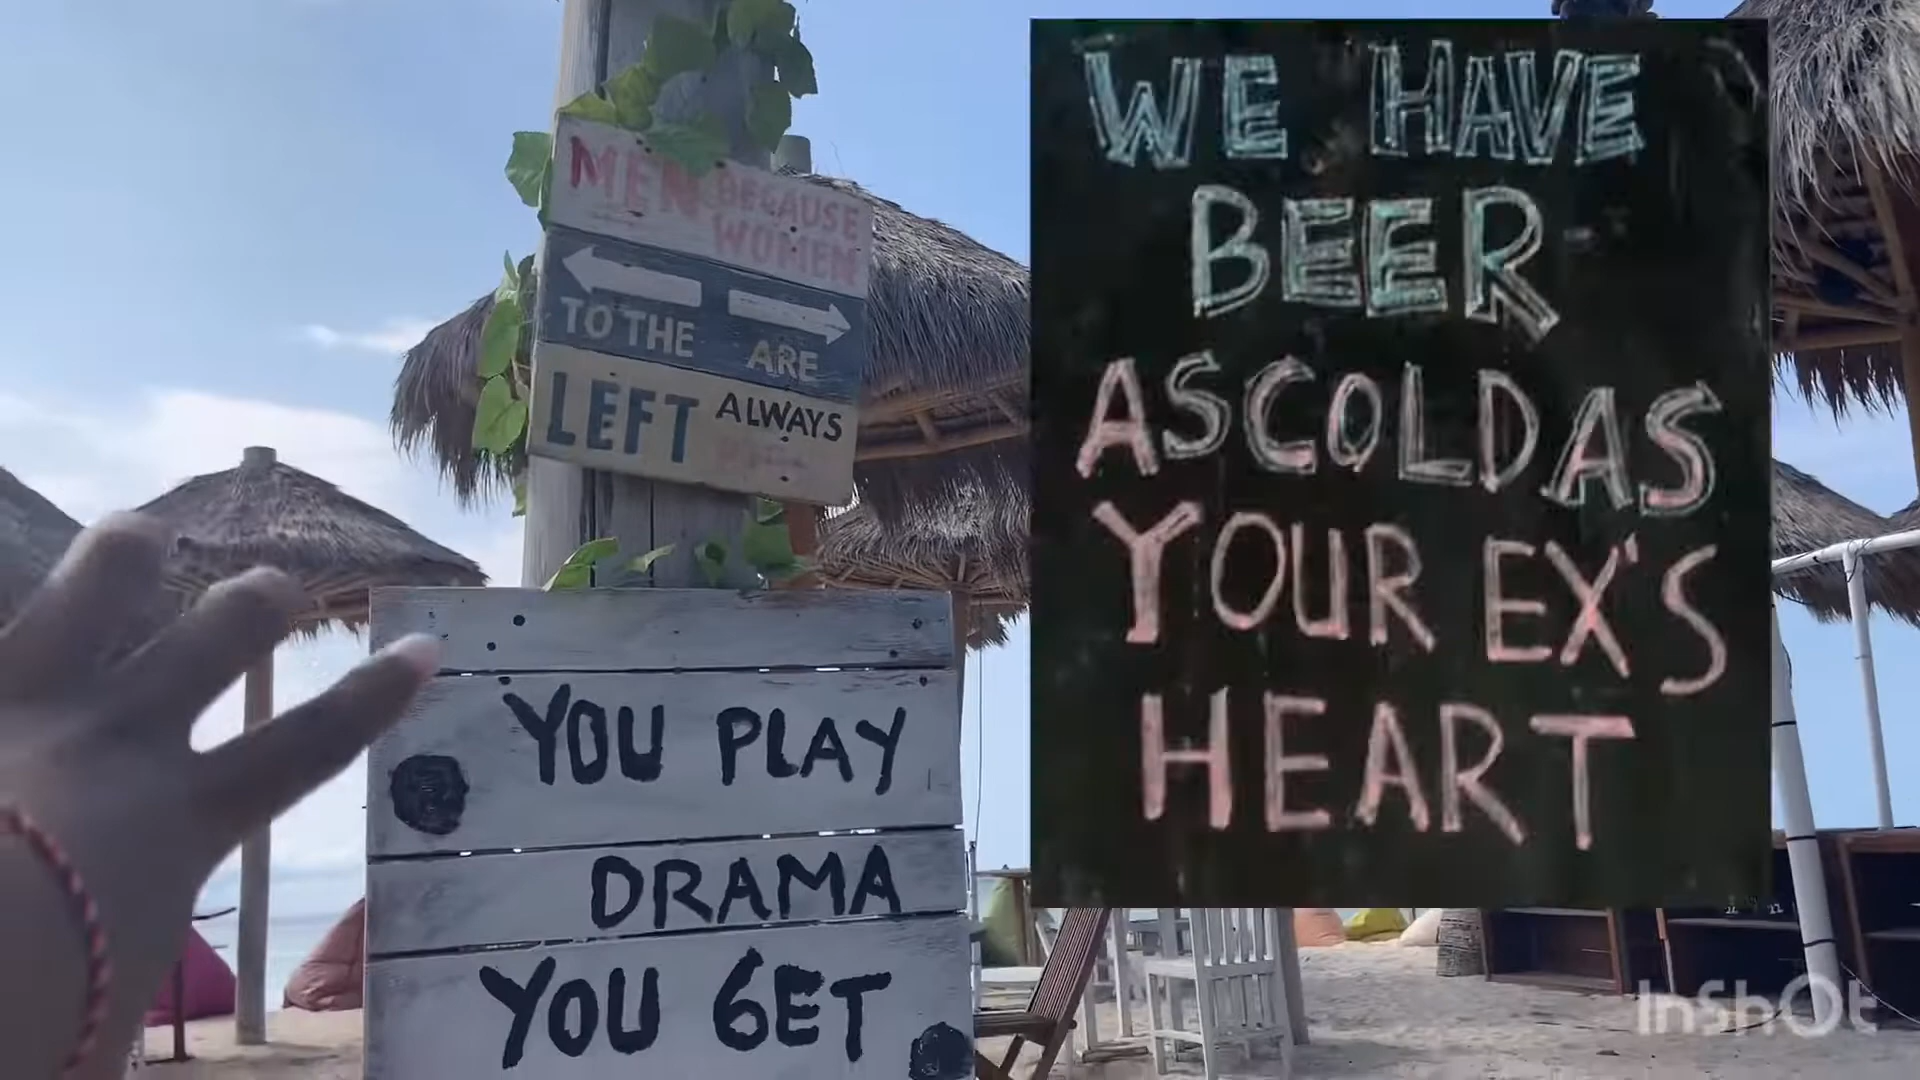 MEN BECAUSE
WOMEN
TO THE ARE
LEFT ALWAYS
YOU PLAY
DRAMA
YOU GET
WE HAVE
BEER
AS COLD AS
YOUR EX'S
HEART
InShOt